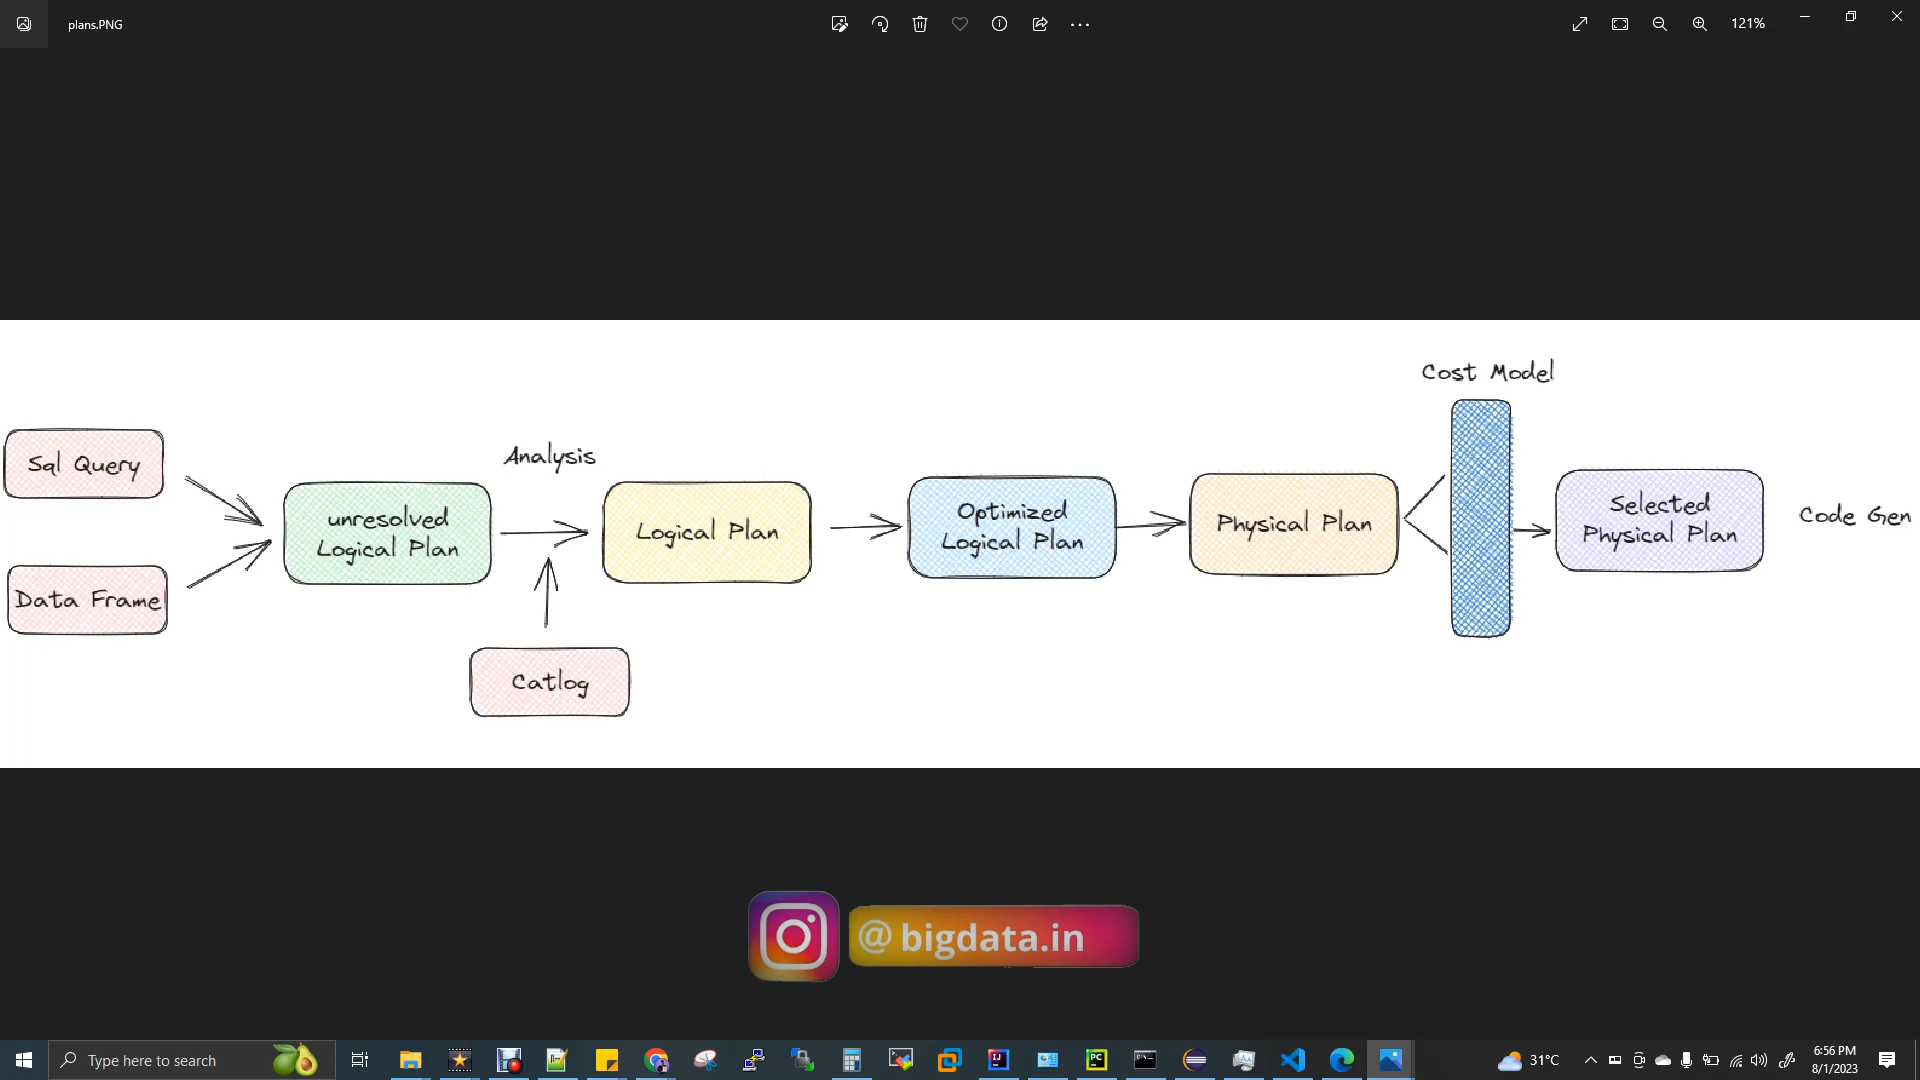 plans.PNG
121%
Cost Model
Sql Query
Analysis
unresolved
Logical Plan
Logical Plan
Optimized
Logical Plan
Physical Plan
Selected
Physical Plan
Code Gen
Data Frame
Catlog
@ bigdata.in
Type here to search
31°C
6:56 PM
8/1/2023